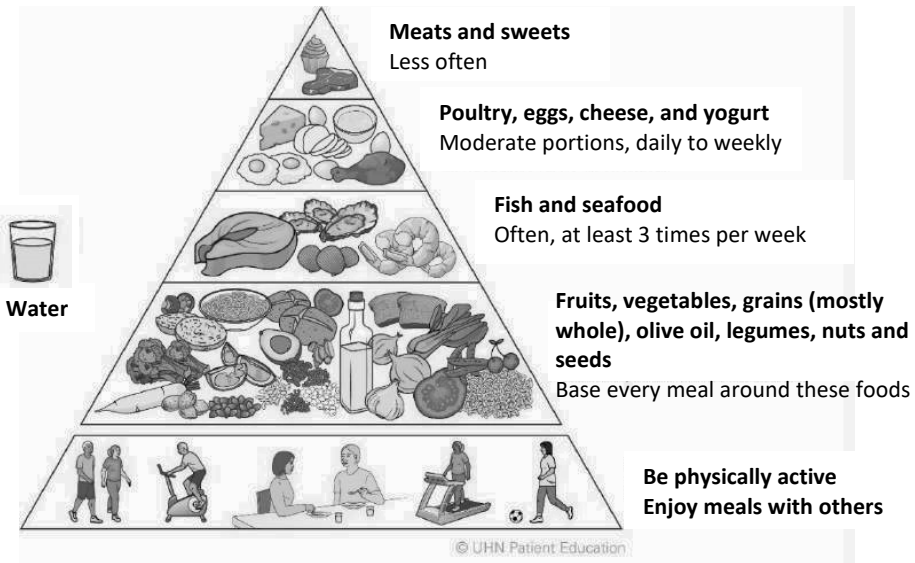 Meats and sweets
Less often
Poultry, eggs, cheese, and yogurt
Moderate portions, daily to weekly
Fish and seafood
Often, at least 3 times per week
Water
Fruits, vegetables, grains (mostly
whole), olive oil, legumes, nuts and
seeds
Base every meal around these foods
Be physically active
Enjoy meals with others
© UHN Patient Education